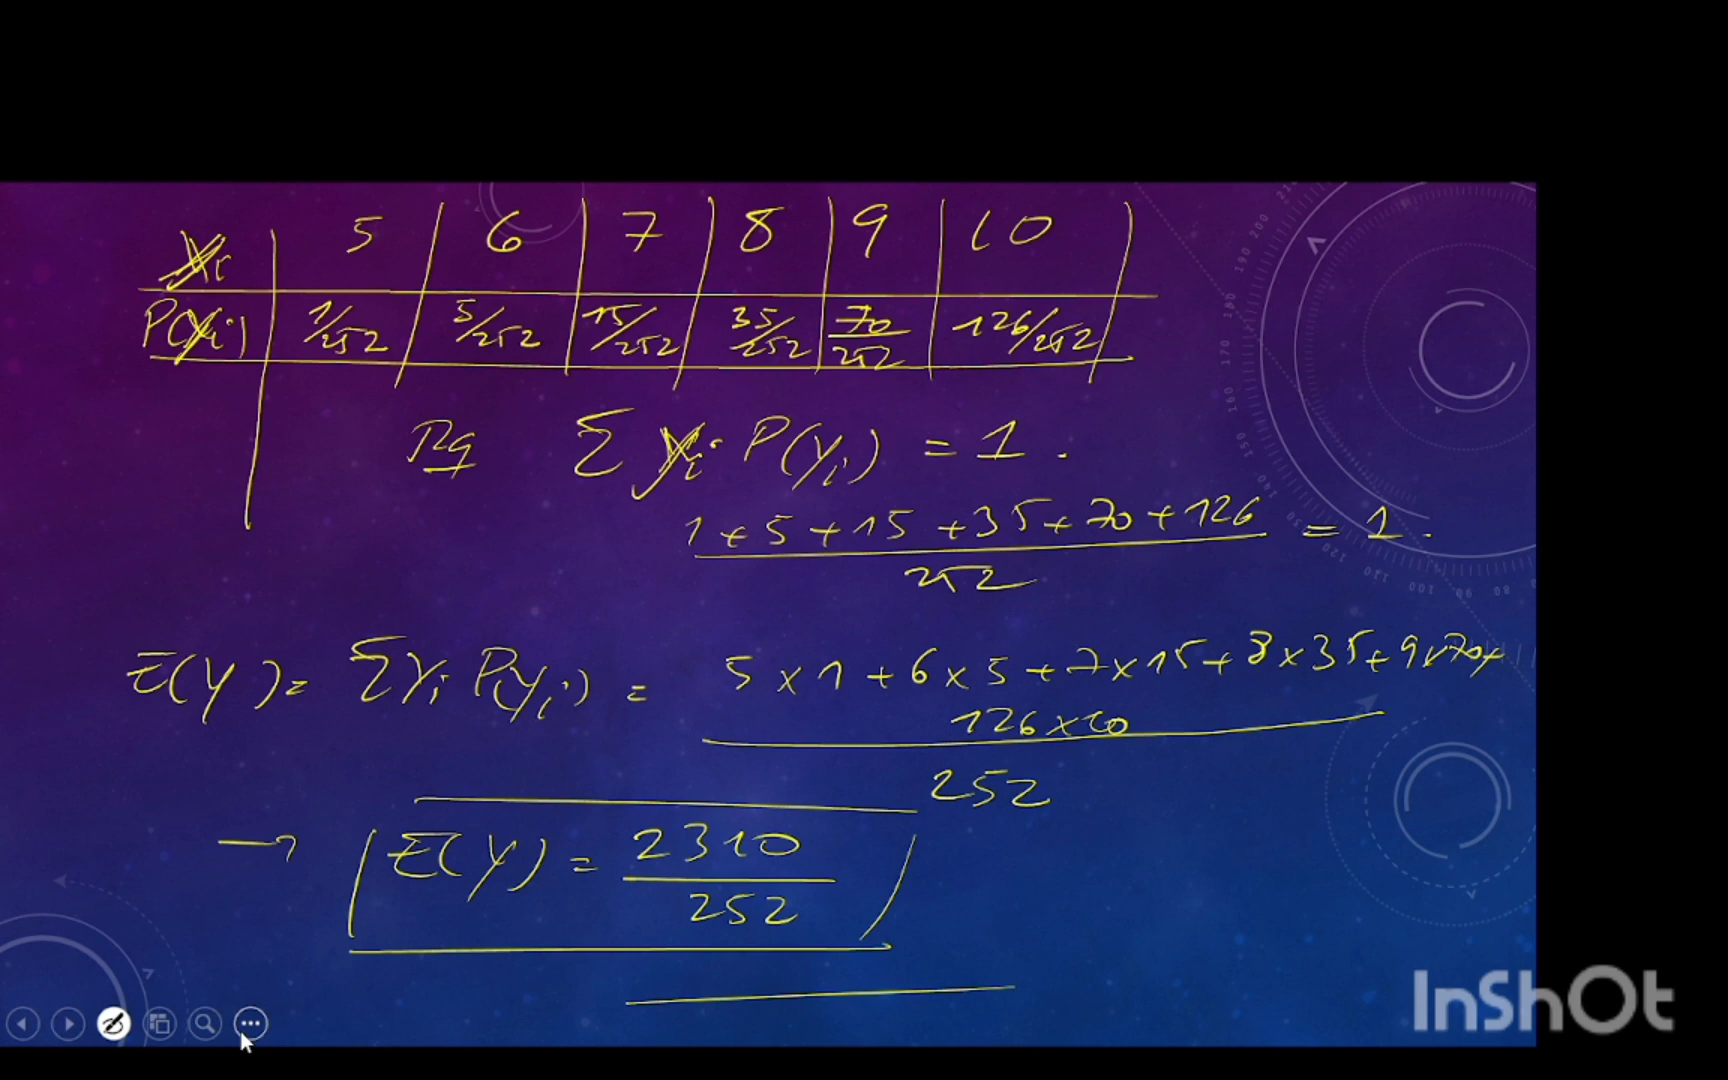 Yi 5 6 7 8 9 10
P(Yi) 1/252 5/252 15/252 35/252 70/252 126/252
Rq Σ P(Yi) = 1.
1 + 5 + 15 + 35 + 70 + 126 / 252 = 1.
E(Y) = Σ Yi P(Yi) = 5 x 1 + 6 x 5 + 7 x 15 + 8 x 35 + 9 x 70 +
126 x 10
252
→ E(Y) = 2310 / 252
InShOt